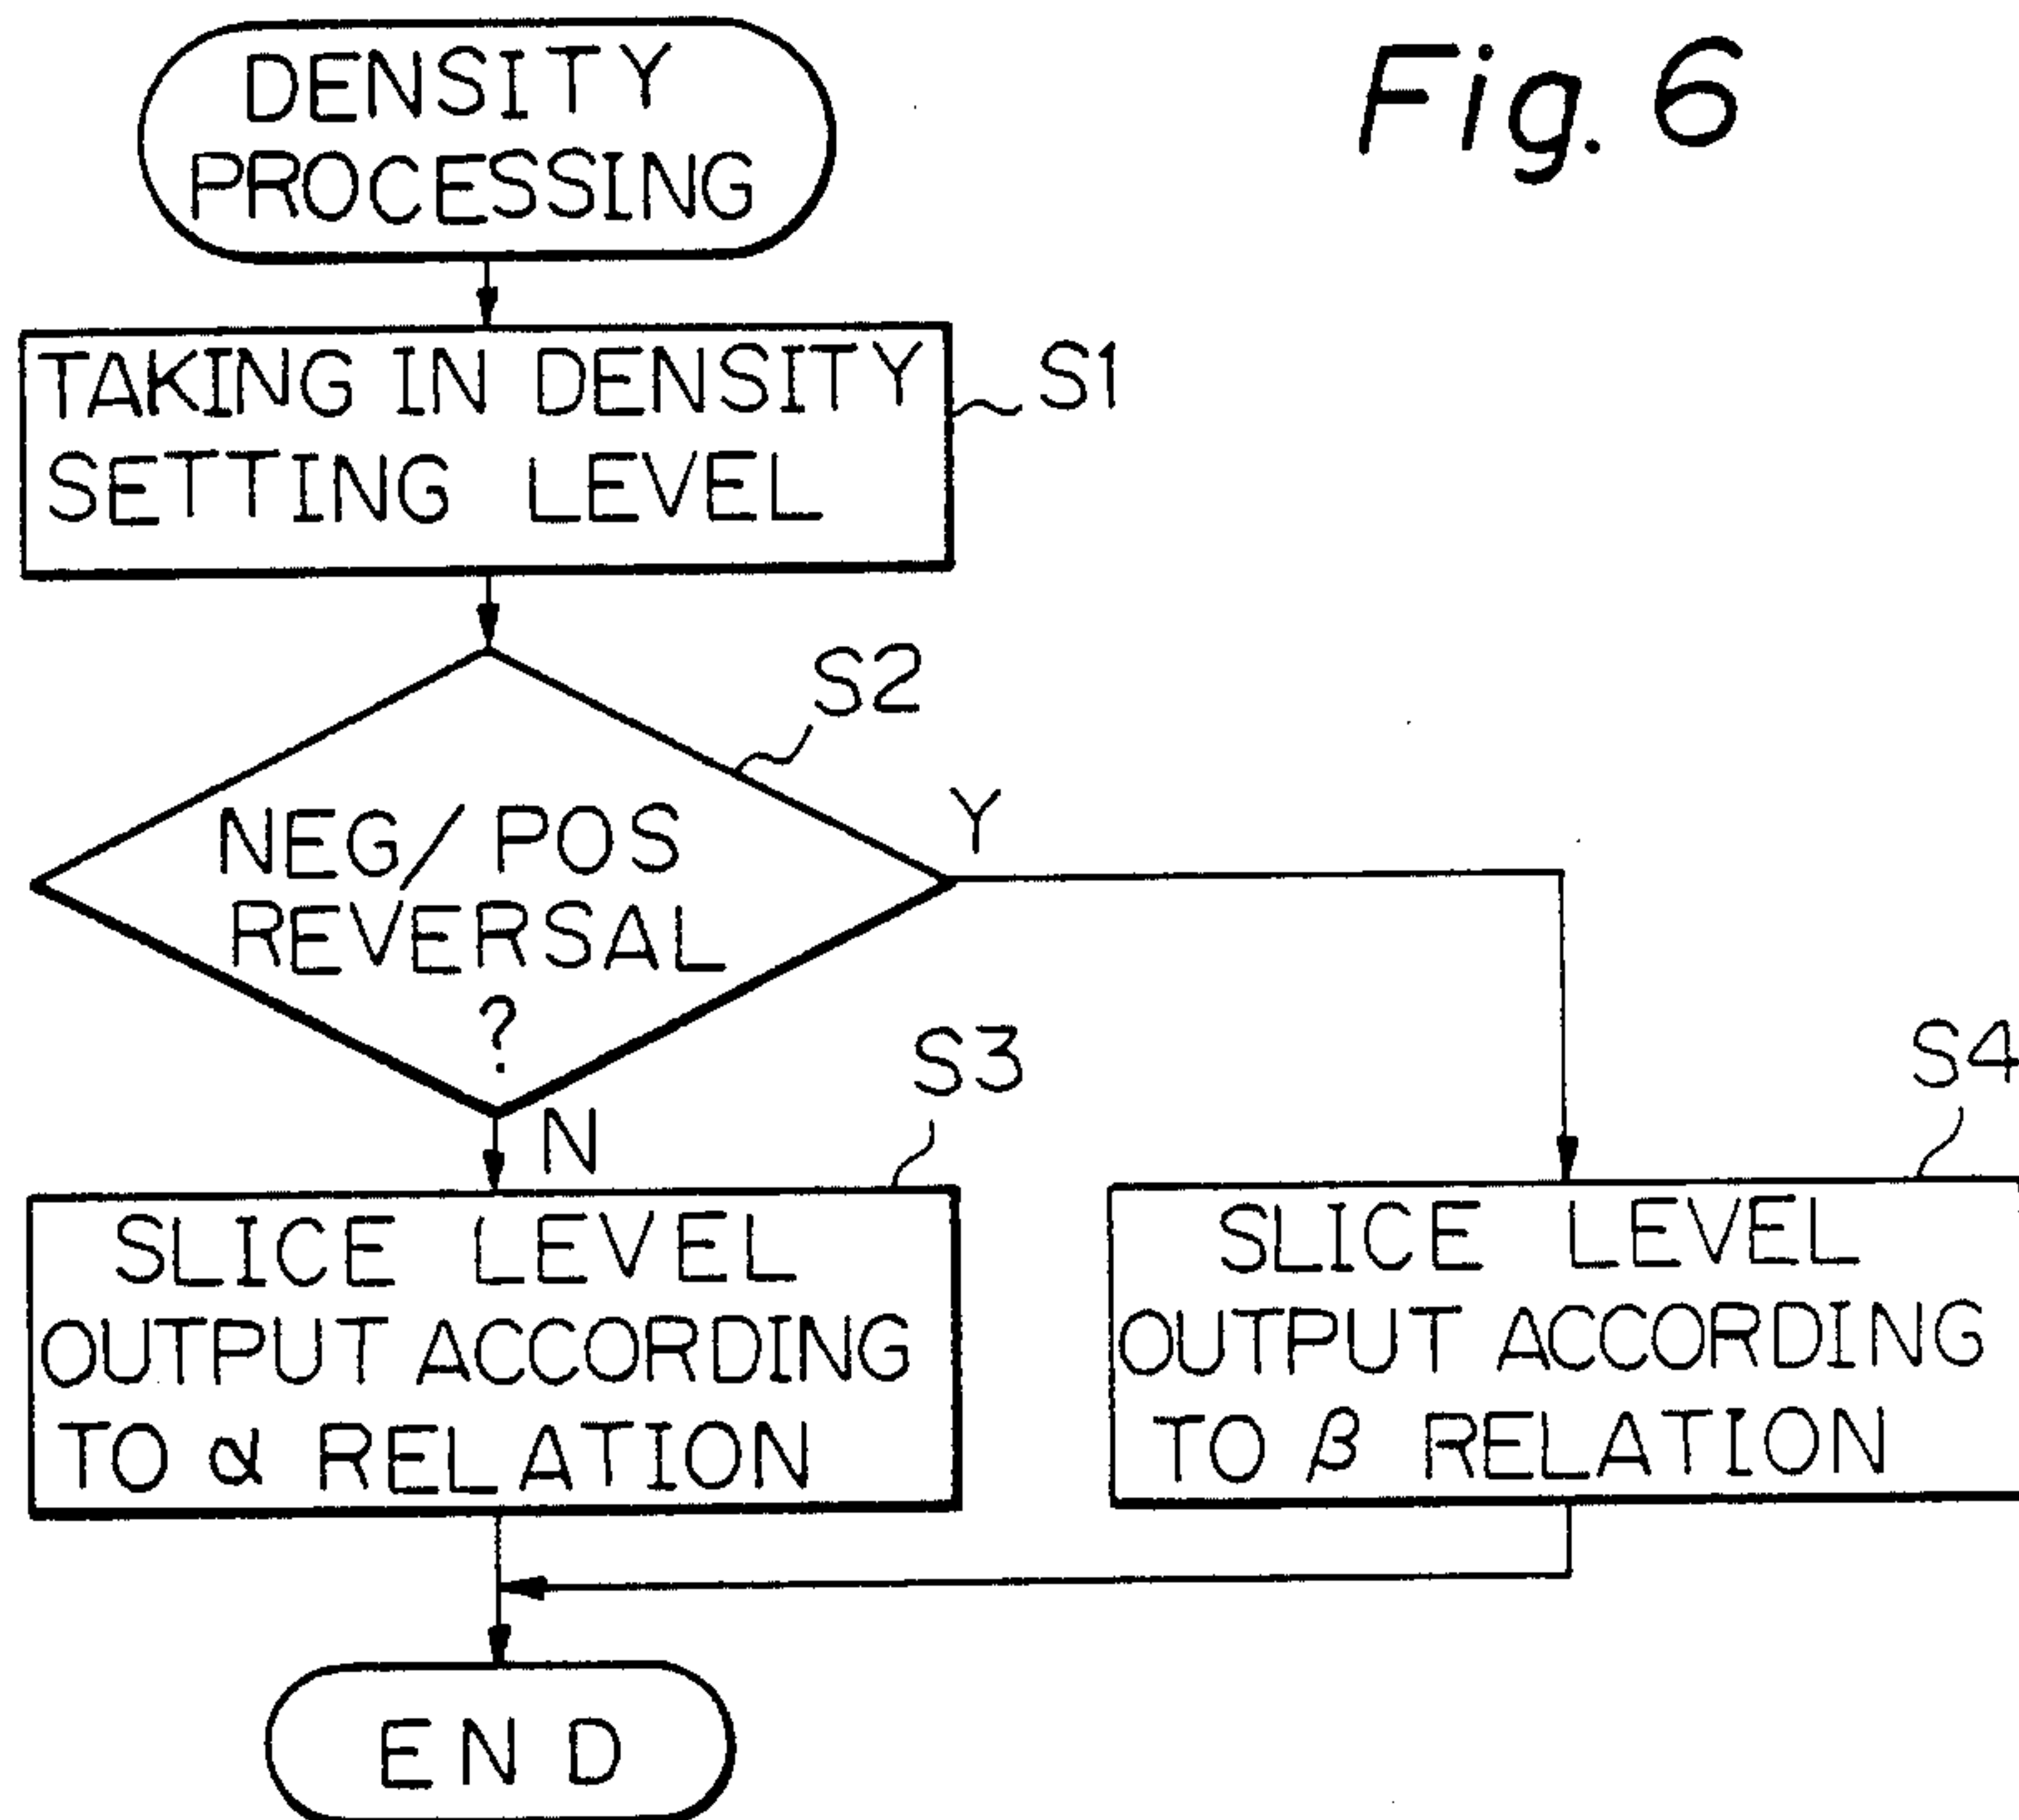 Fig. 6
DENSITY
PROCESSING
TAKING IN DENSITY
SETTING LEVEL
S1
S2
NEG/POS
REVERSAL
?
Y
N
S3
SLICE LEVEL
OUTPUT ACCORDING
TO α RELATION
S4
SLICE LEVEL
OUTPUT ACCORDING
TO β RELATION
END